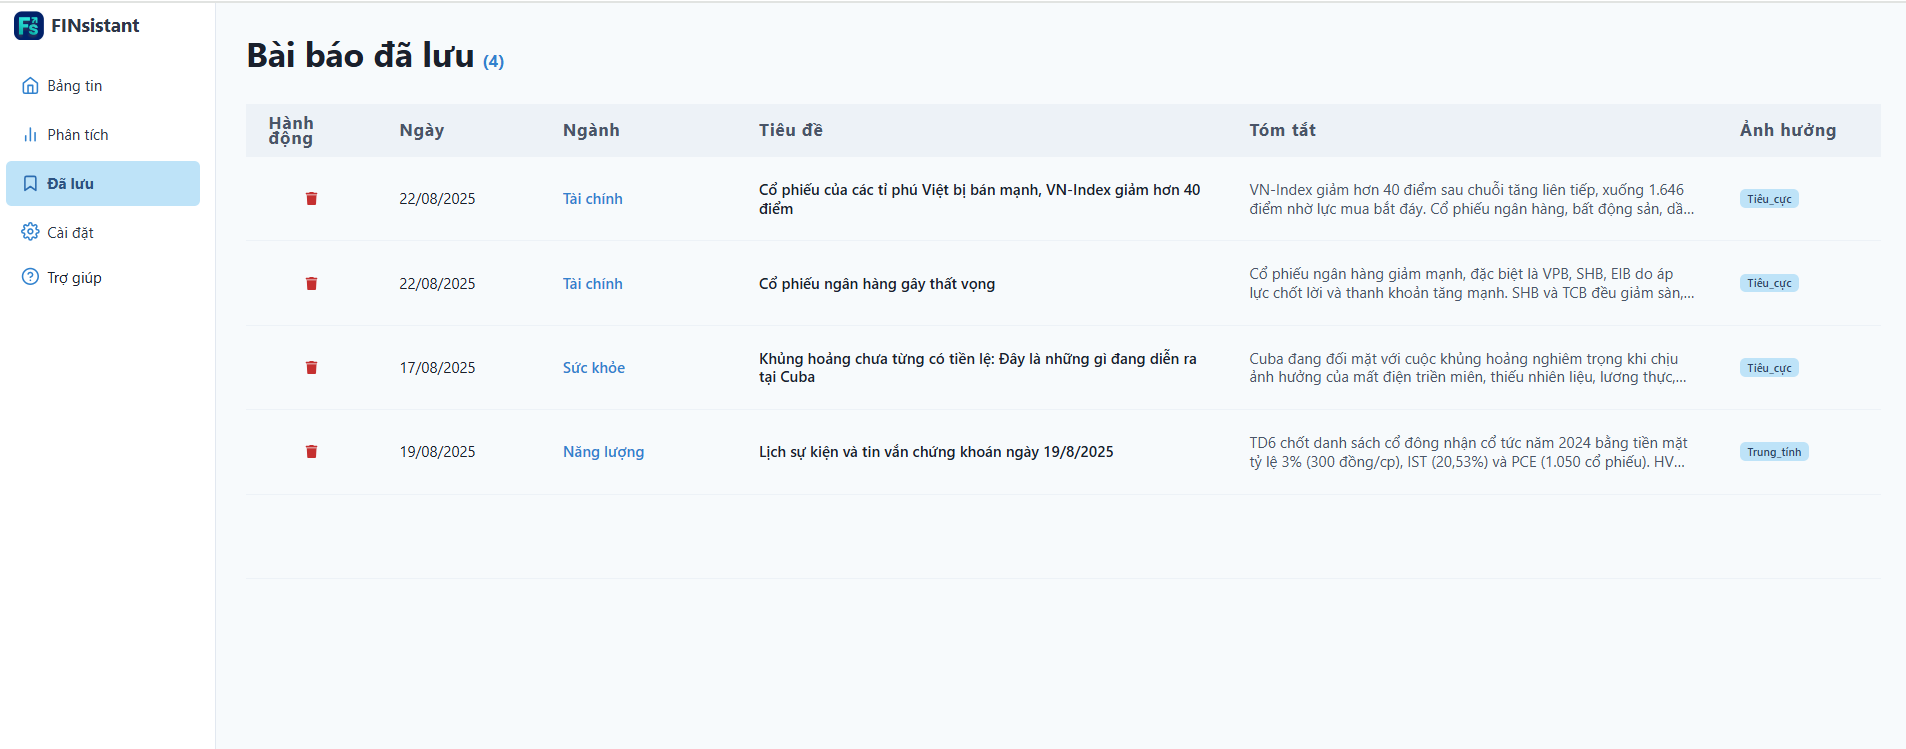 FINsistant
Bảng tin
Phân tích
Đã lưu
Cài đặt
Trợ giúp
Bài báo đã lưu (4)
Hành
động
Ngày
Ngành
Tiêu đề
Tóm tắt
Ảnh hưởng
22/08/2025
Tài chính
Cổ phiếu của các tỉ phú Việt bị bán mạnh, VN-Index giảm hơn 40
điểm
VN-Index giảm hơn 40 điểm sau chuỗi tăng liên tiếp, xuống 1.646
điểm nhờ lực mua bắt đáy. Cổ phiếu ngân hàng, bất động sản, dầ...
Tiêu_cực
22/08/2025
Tài chính
Cổ phiếu ngân hàng gây thất vọng
Cổ phiếu ngân hàng giảm mạnh, đặc biệt là VPB, SHB, EIB do áp
lực chốt lời và thanh khoản tăng mạnh. SHB và TCB đều giảm sàn,...
Tiêu_cực
17/08/2025
Sức khỏe
Khủng hoảng chưa từng có tiền lệ: Đây là những gì đang diễn ra
tại Cuba
Cuba đang đối mặt với cuộc khủng hoảng nghiêm trọng khi chịu
ảnh hưởng của mất điện triền miên, thiếu nhiên liệu, lương thực,...
Tiêu_cực
19/08/2025
Năng lượng
Lịch sự kiện và tin vắn chứng khoán ngày 19/8/2025
TD6 chốt danh sách cổ đông nhận cổ tức năm 2024 bằng tiền mặt
tỷ lệ 3% (300 đồng/cp), IST (20,53%) và PCE (1.050 cổ phiếu). HV...
Trung_tính